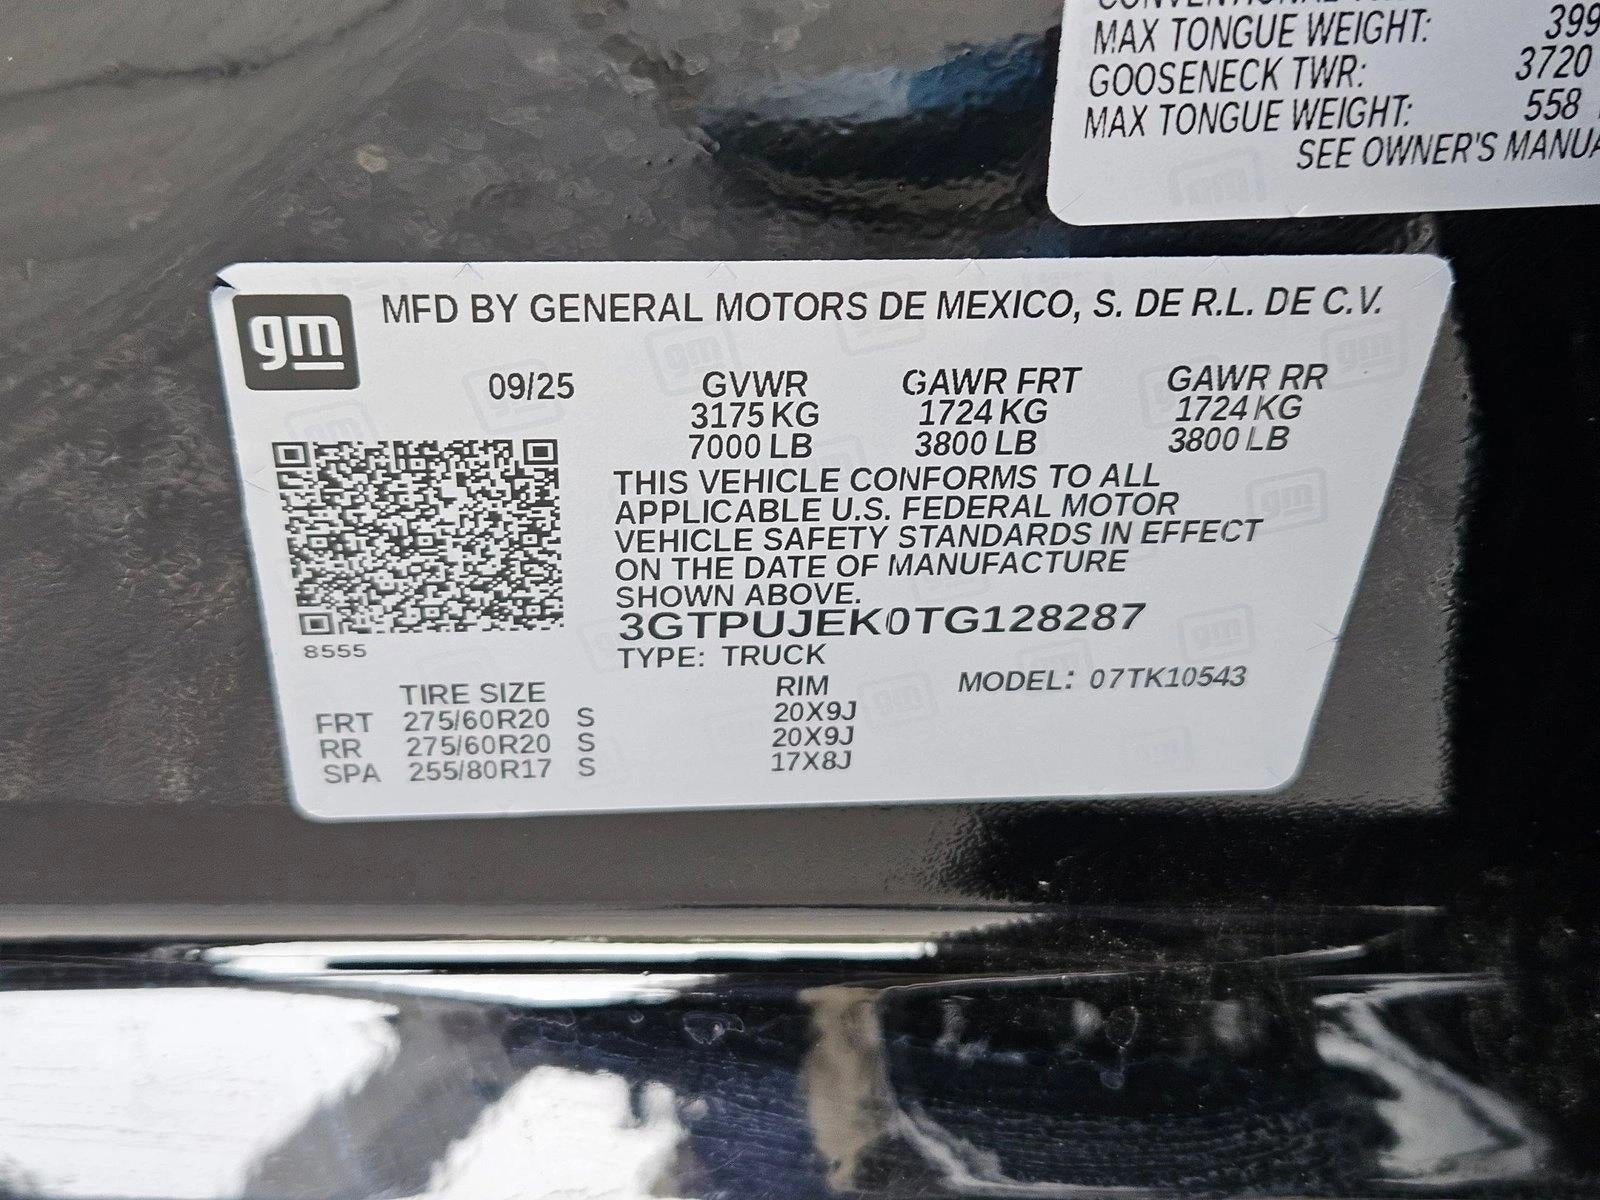 MAX TONGUE WEIGHT: 399
GOOSENECK TWR: 3720
MAX TONGUE WEIGHT: 558
SEE OWNER'S
gm
MFD BY GENERAL MOTORS DE MEXICO, S. DE R.L. DE C.V.
09/25 GVWR GAWR FRT GAWR RR
3175 KG 1724 KG 1724 KG
7000 LB 3800 LB 3800 LB
THIS VEHICLE CONFORMS TO ALL
APPLICABLE U.S. FEDERAL MOTOR
VEHICLE SAFETY STANDARDS IN EFFECT
ON THE DATE OF MANUFACTURE
SHOWN ABOVE.
3GTPUJEK0TG128287
8555
TYPE: TRUCK
TIRE SIZE RIM MODEL: 07TK10543
FRT 275/60R20 S 20X9J
RR 275/60R20 S 20X9J
SPA 255/80R17 S 17X8J